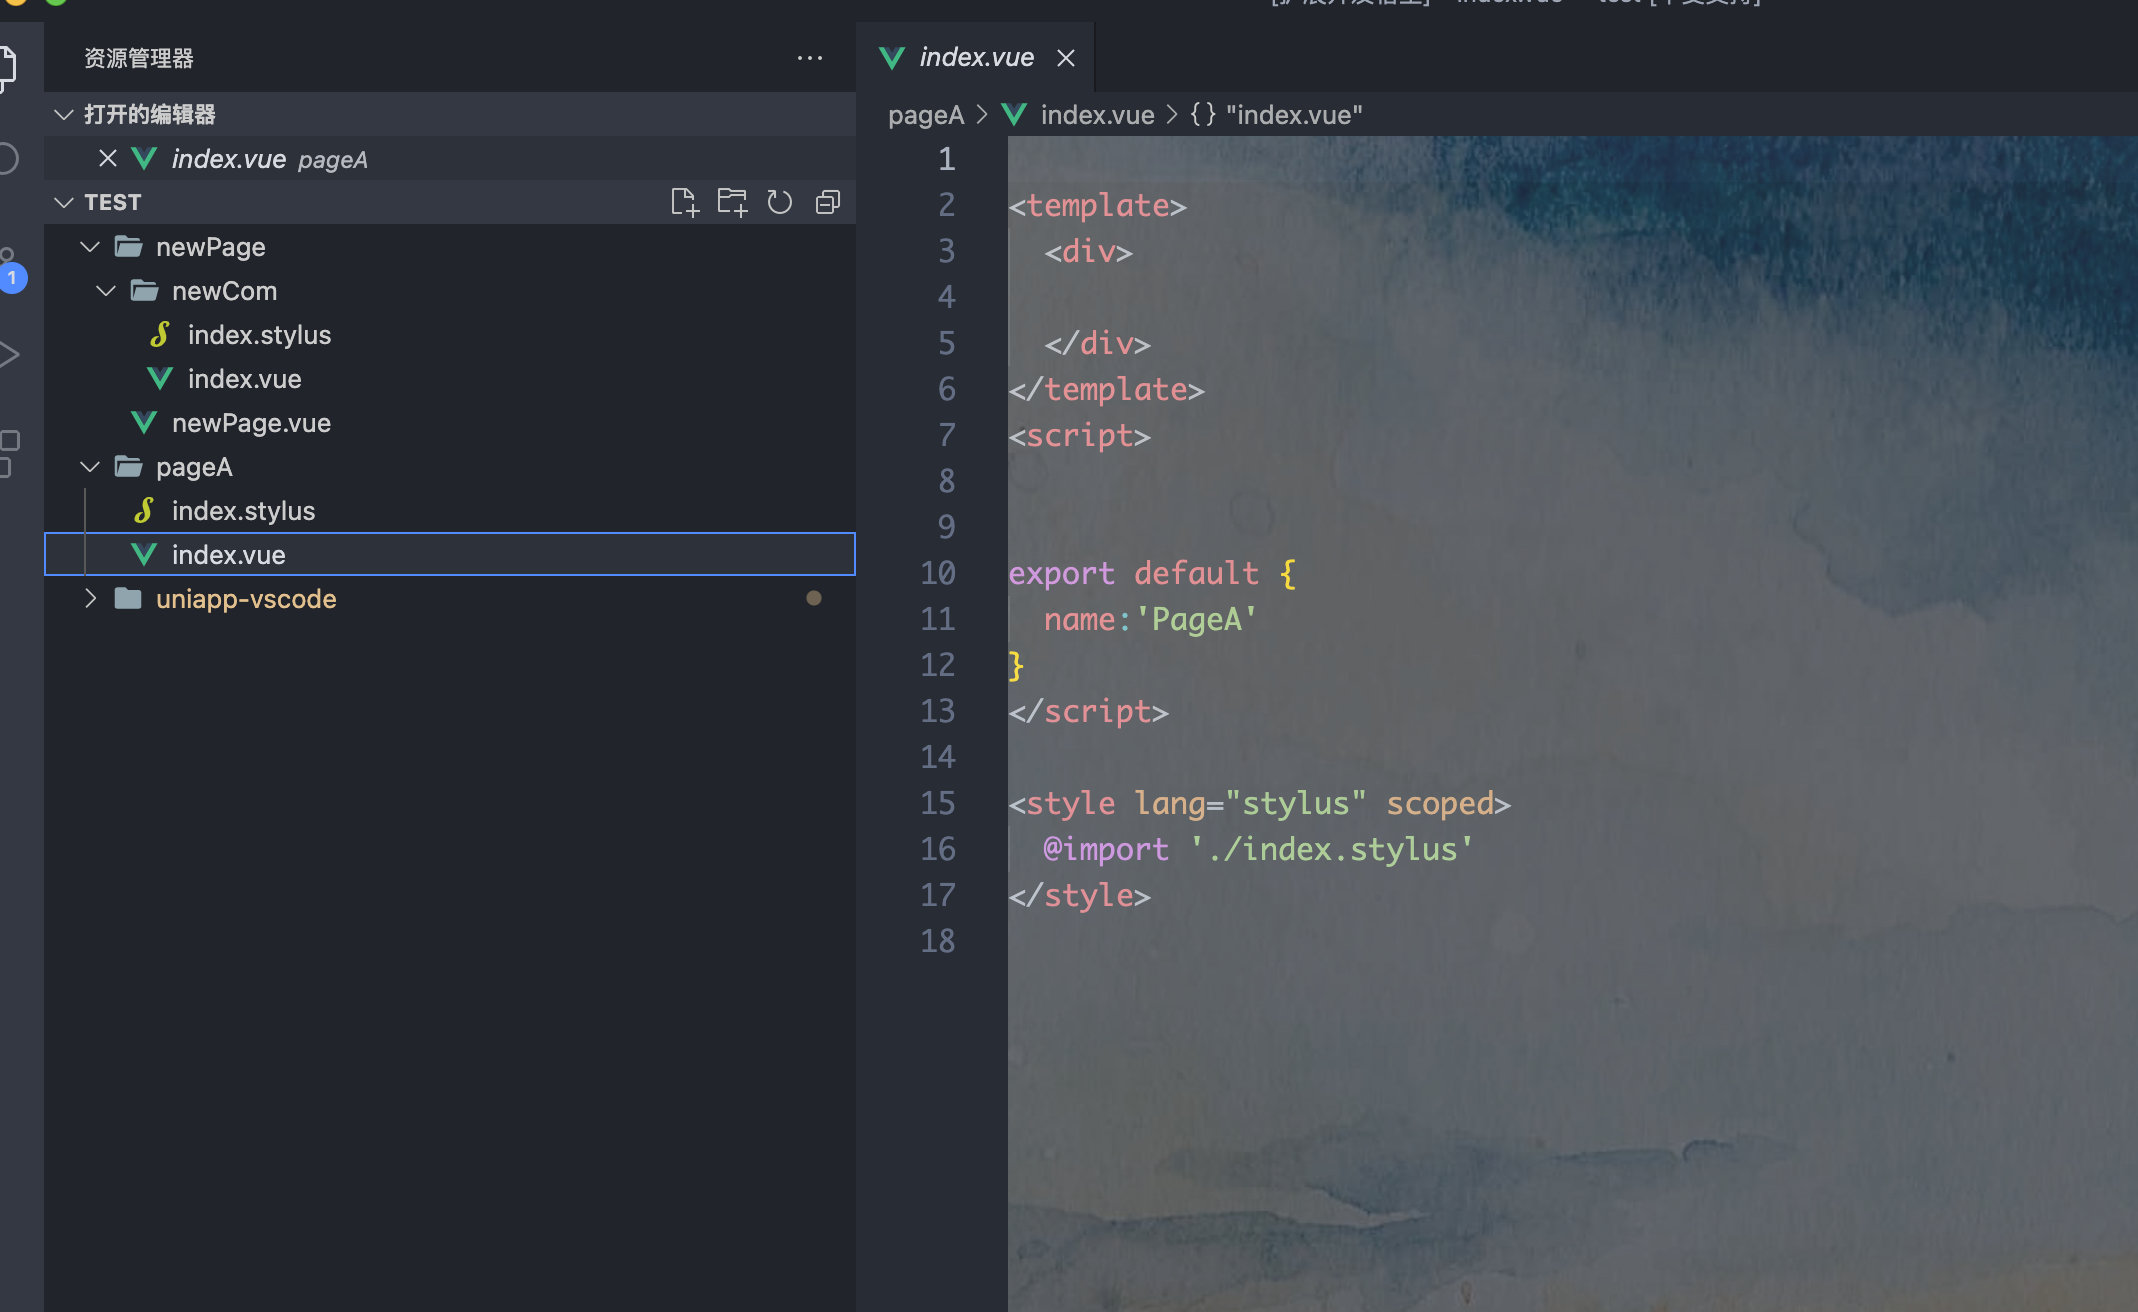 资源管理器
打开的编辑器
index.vue pageA
TEST
newPage
newCom
index.stylus
index.vue
newPage.vue
pageA
index.stylus
index.vue
uniapp-vscode
1
index.vue
pageA > index.vue > {} "index.vue"
1
2 <template>
3 <div>
4
5 </div>
6 </template>
7 <script>
8
9
10 export default {
11 name:'PageA'
12 }
13 </script>
14
15 <style lang="stylus" scoped>
16 @import './index.stylus'
17 </style>
18